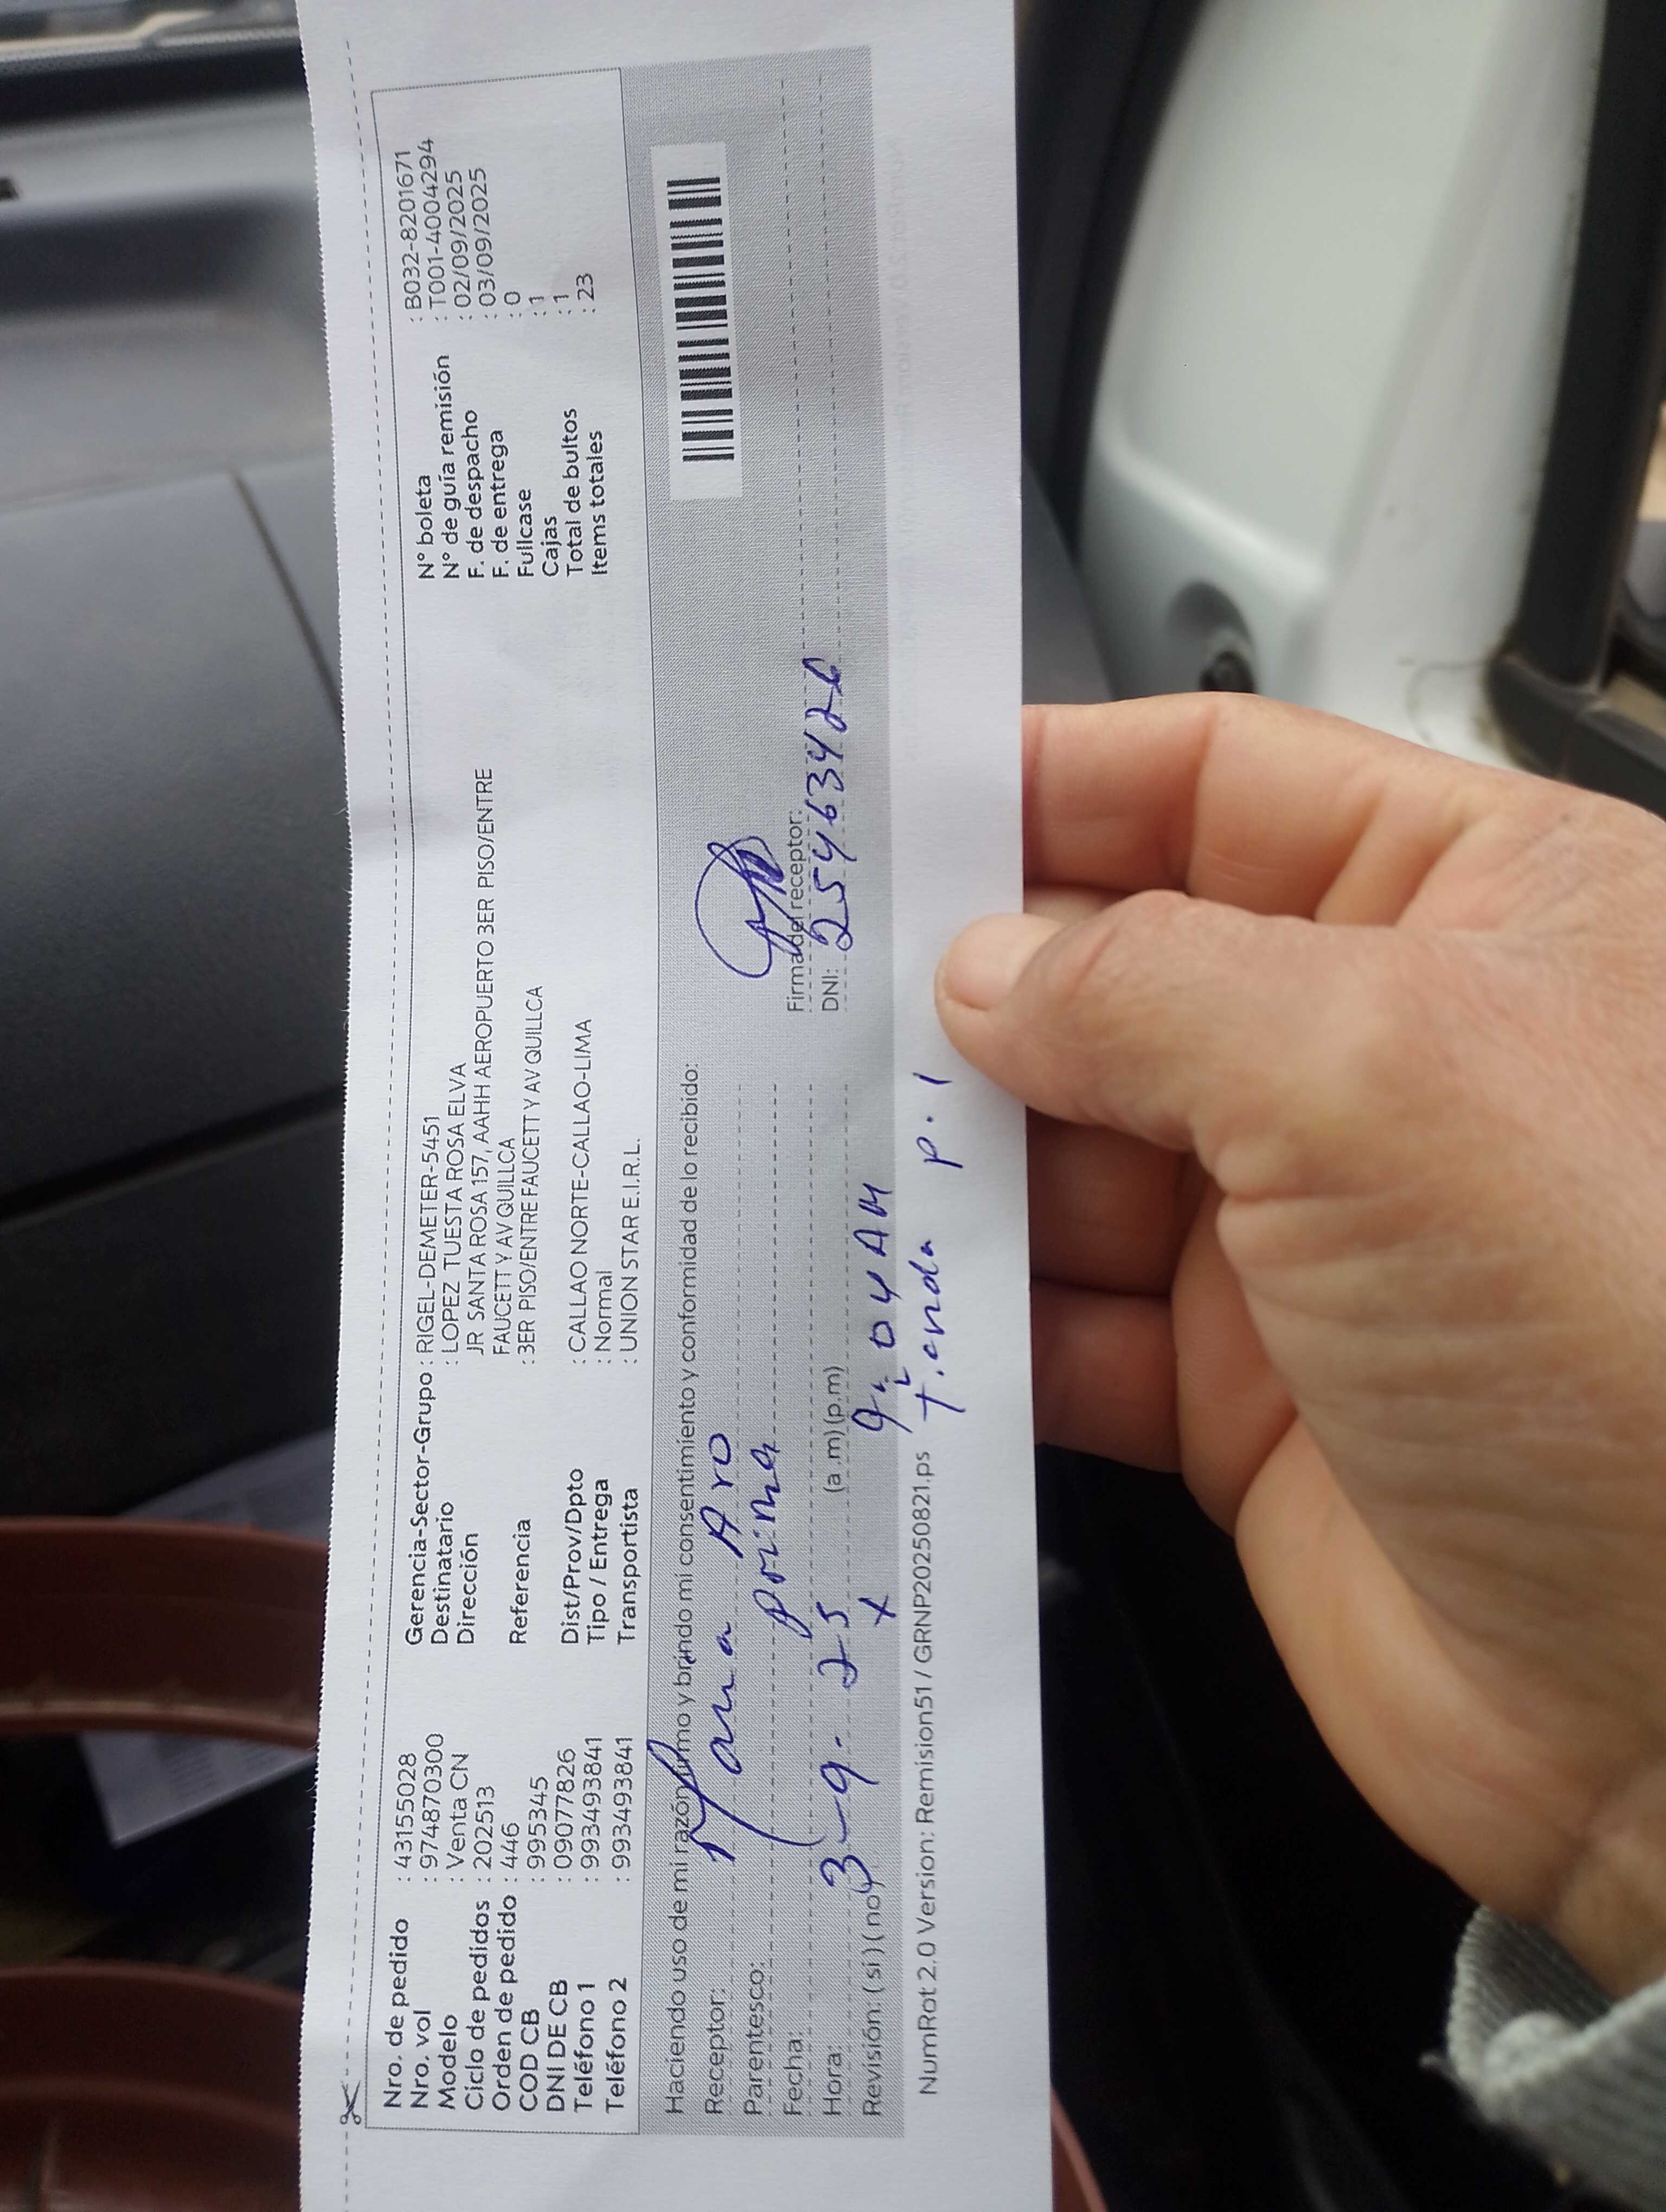 Nro. de pedido : 43155028
Nro. vol : 974870300
Modelo : Venta CN
Ciclo de pedidos : 202513
Orden de pedido : 446
COD CB : 995345
DNI DE CB : 09077826
Teléfono 1 : 993493841
Teléfono 2 : 993493841
Gerencia-Sector-Grupo : RIGEL-DEMETER-5451
Destinatario : LOPEZ TUESTA ROSA ELVA
Dirección JR SANTA ROSA 157, AAHH AEROPUERTO 3ER PISO/ENTRE
FAUCETT Y AV QUILLCA
Referencia : 3ER PISO/ENTRE FAUCETT Y AV QUILLCA
Dist/Prov/Dpto : CALLAO NORTE-CALLAO-LIMA
Tipo / Entrega : Normal
Transportista : UNION STAR E.I.R.L.
N° boleta : B032-8201671
N° de guía remisión : T001-4004294
F. de despacho : 02/09/2025
F. de entrega : 03/09/2025
Fullcase : 0
Cajas : 1
Total de bultos : 1
Items totales : 23
Haciendo uso de mi razón firmo y brindo mi consentimiento y conformidad de lo recibido:
Receptor: Aro
Parentesco: prima
Fecha: 3-9-25
Hora: (a.m) (p.m)
Revisión: ( si ) ( no ) x 9:04 AM
Firma del receptor:
DNI: 25463426
NumRot 2.0 Version: Remision51 / GRNP20250821.ps Tienda p. 1